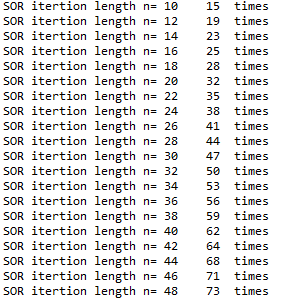 SOR itertion length n= 10 15 times
SOR itertion length n= 12 19 times
SOR itertion length n= 14 23 times
SOR itertion length n= 16 25 times
SOR itertion length n= 18 28 times
SOR itertion length n= 20 32 times
SOR itertion length n= 22 35 times
SOR itertion length n= 24 38 times
SOR itertion length n= 26 41 times
SOR itertion length n= 28 44 times
SOR itertion length n= 30 47 times
SOR itertion length n= 32 50 times
SOR itertion length n= 34 53 times
SOR itertion length n= 36 56 times
SOR itertion length n= 38 59 times
SOR itertion length n= 40 62 times
SOR itertion length n= 42 64 times
SOR itertion length n= 44 68 times
SOR itertion length n= 46 71 times
SOR itertion length n= 48 73 times